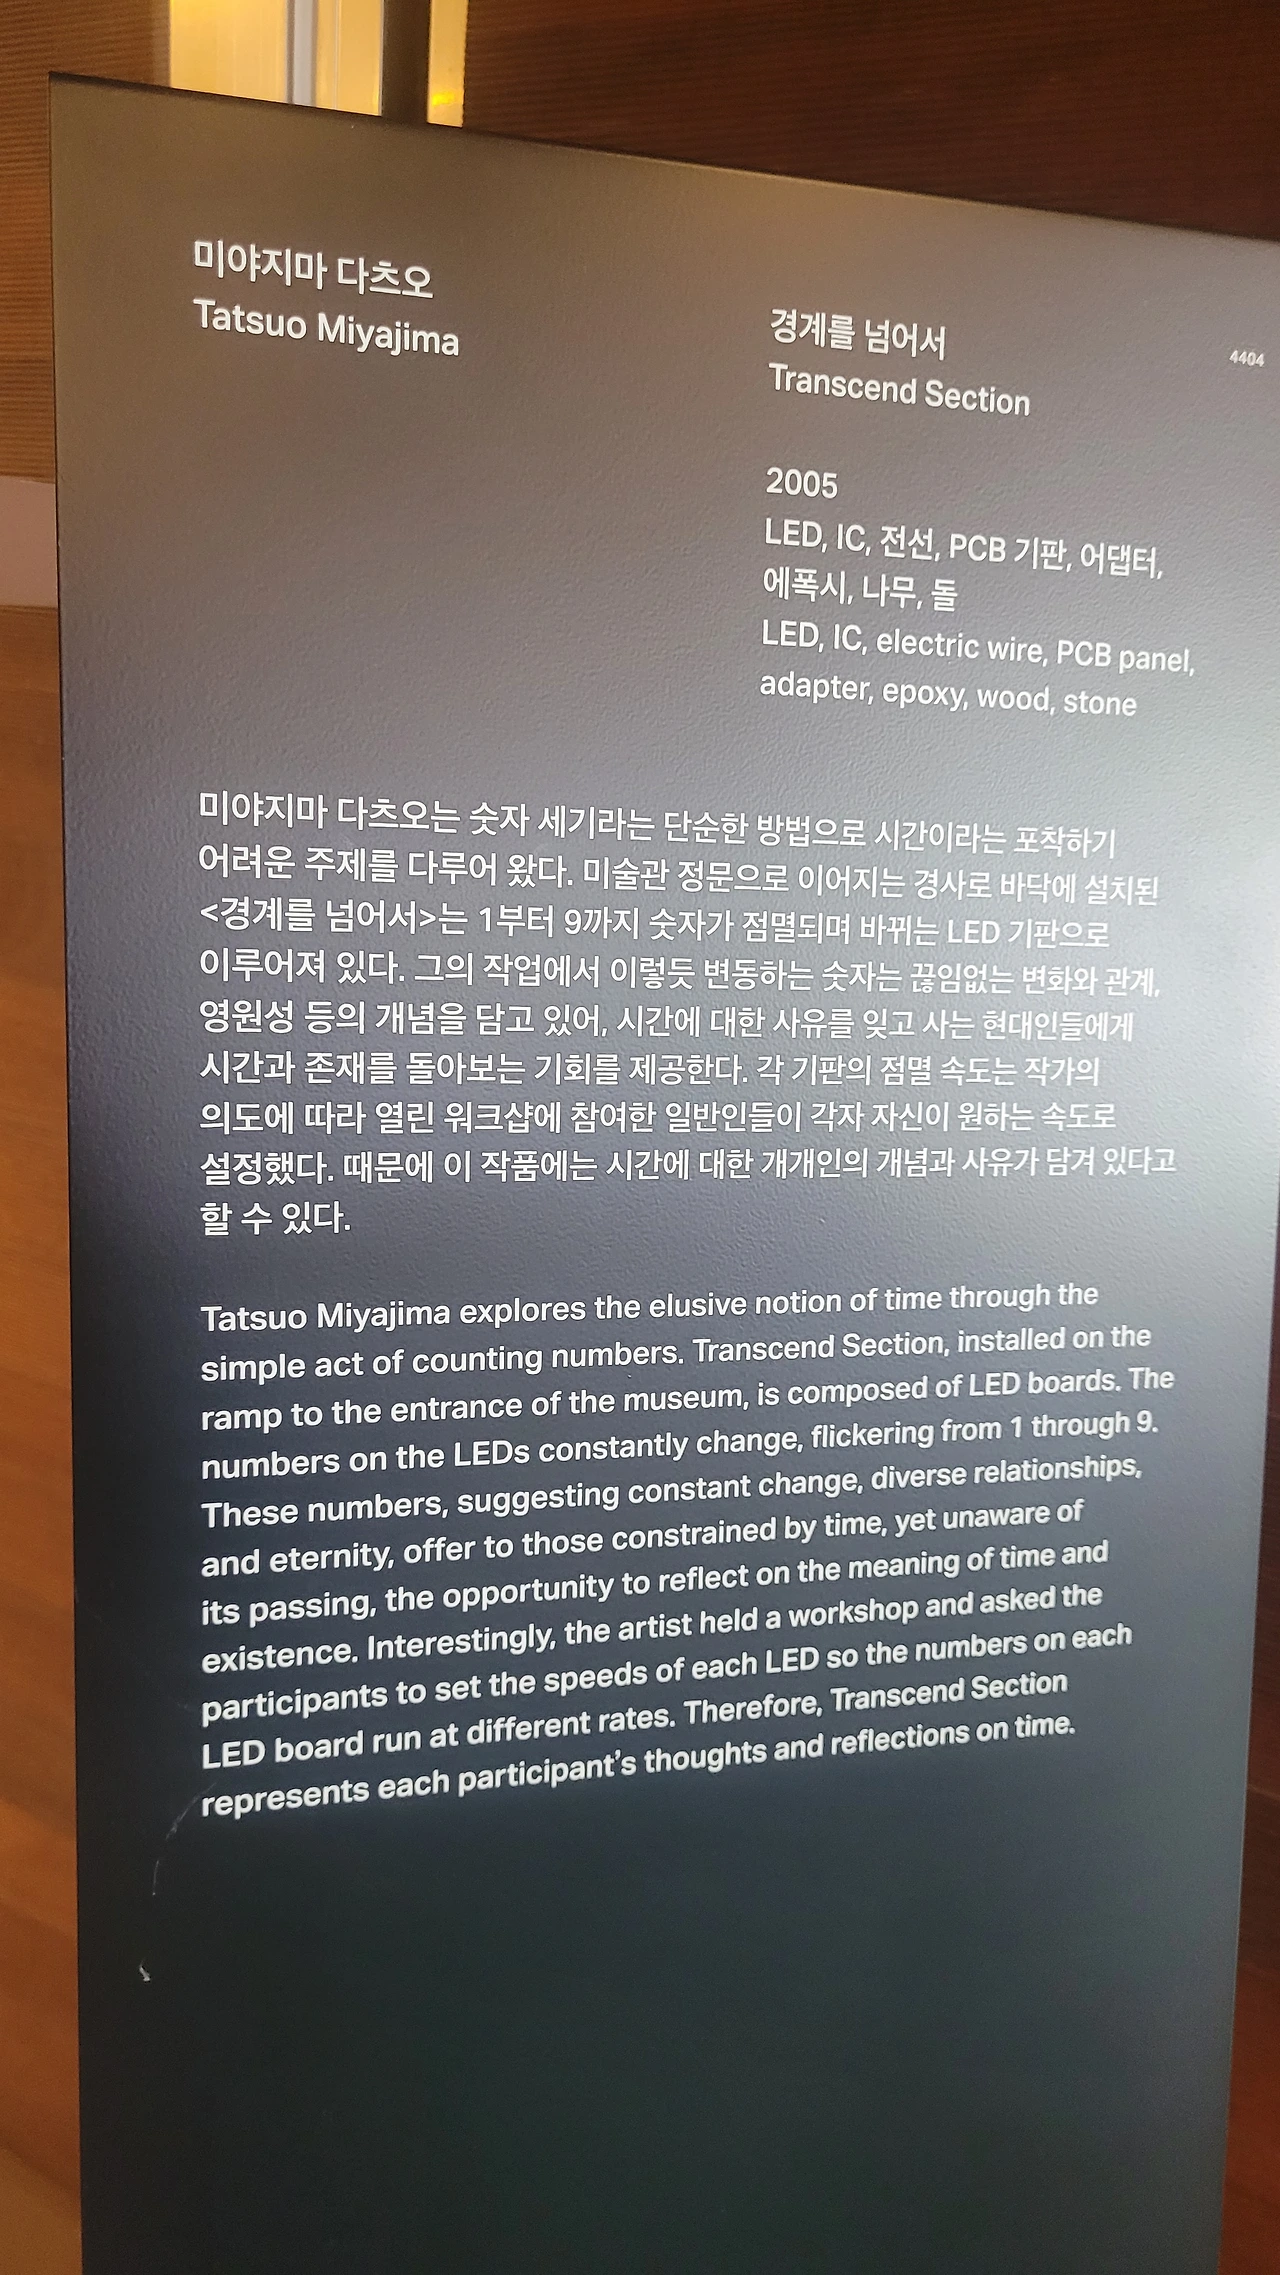 미야지마 다츠오
Tatsuo Miyajima
경계를 넘어서
Transcend Section
4404
2005
LED, IC, 전선, PCB 기판, 어댑터,
에폭시, 나무, 돌
LED, IC, electric wire, PCB panel,
adapter, epoxy, wood, stone
미야지마 다츠오는 숫자 세기라는 단순한 방법으로 시간이라는 포착하기
어려운 주제를 다루어 왔다. 미술관 정문으로 이어지는 경사로 바닥에 설치된
<경계를 넘어서>는 1부터 9까지 숫자가 점멸되며 바뀌는 LED 기판으로
이루어져 있다. 그의 작업에서 이렇듯 변동하는 숫자는 끊임없는 변화와 관계,
영원성 등의 개념을 담고 있어, 시간에 대한 사유를 잊고 사는 현대인들에게
시간과 존재를 돌아보는 기회를 제공한다. 각 기판의 점멸 속도는 작가의
의도에 따라 열린 워크샵에 참여한 일반인들이 각자 자신이 원하는 속도로
설정했다. 때문에 이 작품에는 시간에 대한 개개인의 개념과 사유가 담겨 있다고
할 수 있다.
Tatsuo Miyajima explores the elusive notion of time through the
simple act of counting numbers. Transcend Section, installed on the
ramp to the entrance of the museum, is composed of LED boards. The
numbers on the LEDs constantly change, flickering from 1 through 9.
These numbers, suggesting constant change, diverse relationships,
and eternity, offer to those constrained by time, yet unaware of
its passing, the opportunity to reflect on the meaning of time and
existence. Interestingly, the artist held a workshop and asked the
participants to set the speeds of each LED so the numbers on each
LED board run at different rates. Therefore, Transcend Section
represents each participant's thoughts and reflections on time.